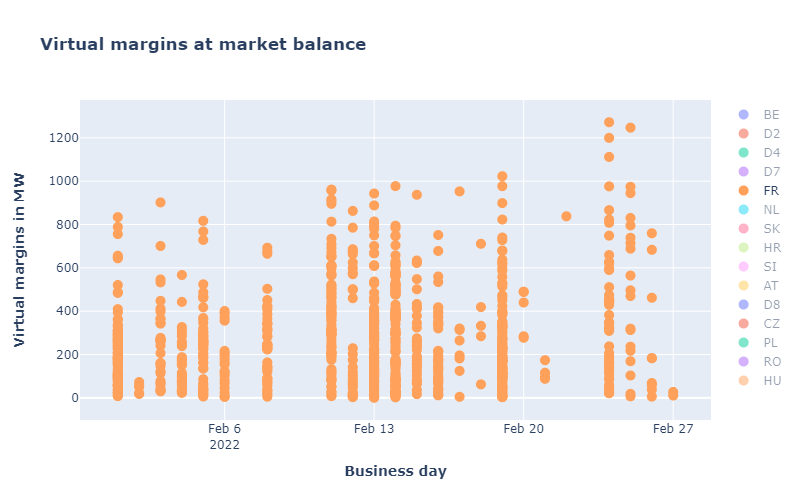 Virtual margins at market balance
Virtual margins in MW
1200
1000
800
600
400
200
0
Feb 6
2022
Feb 13
Feb 20
Feb 27
Business day
BE
D2
D4
D7
FR
NL
SK
HR
SI
AT
D8
CZ
PL
RO
HU